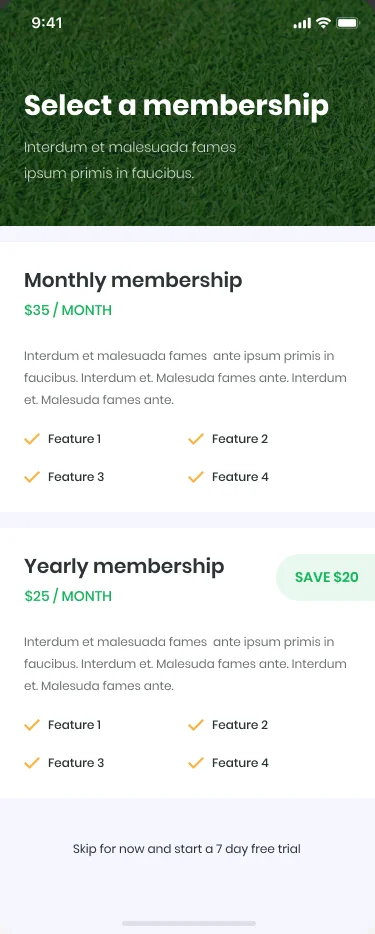 9:41
Select a membership
Interdum et malesuada fames
ipsum primis in faucibus.
Monthly membership
$35 / MONTH
Interdum et malesuada fames ante ipsum primis in
faucibus. Interdum et. Malesuda fames ante. Interdum
et. Malesuda fames ante.
Feature 1
Feature 2
Feature 3
Feature 4
Yearly membership
SAVE $20
$25 / MONTH
Interdum et malesuada fames ante ipsum primis in
faucibus. Interdum et. Malesuda fames ante. Interdum
et. Malesuda fames ante.
Feature 1
Feature 2
Feature 3
Feature 4
Skip for now and start a 7 day free trial